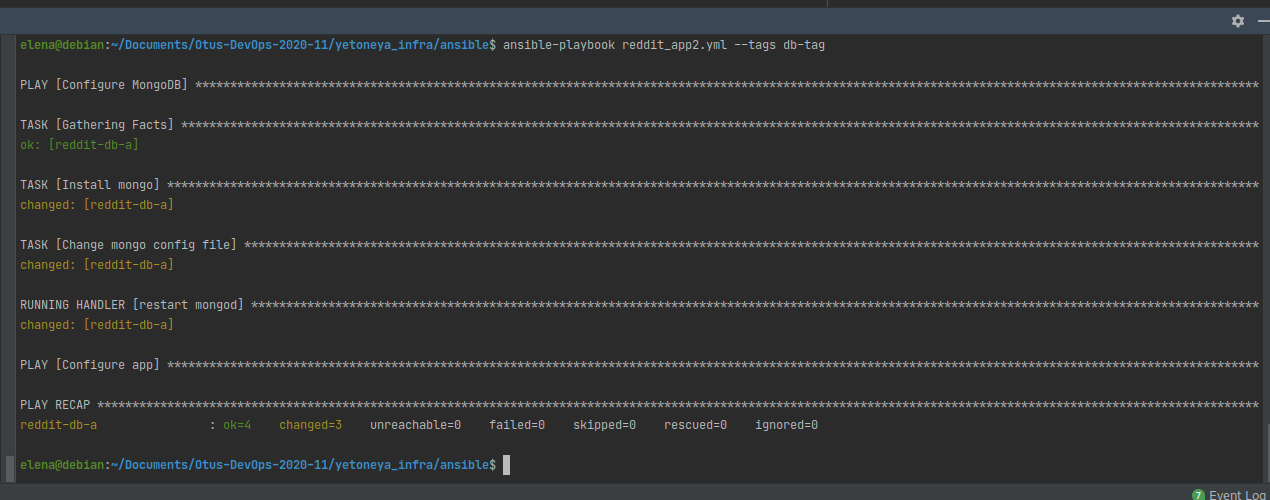 elena@debian:~/Documents/Otus-DevOps-2020-11/yetoneya_infra/ansible$ ansible-playbook reddit_app2.yml --tags db-tag
PLAY [Configure MongoDB] ****************************************************************************************************************************************************
TASK [Gathering Facts] ******************************************************************************************************************************************************
ok: [reddit-db-a]
TASK [Install mongo] ********************************************************************************************************************************************************
changed: [reddit-db-a]
TASK [Change mongo config file] *********************************************************************************************************************************************
changed: [reddit-db-a]
RUNNING HANDLER [restart mongod] ********************************************************************************************************************************************
changed: [reddit-db-a]
PLAY [Configure app] ********************************************************************************************************************************************************
PLAY RECAP ******************************************************************************************************************************************************************
reddit-db-a                : ok=4    changed=3    unreachable=0    failed=0    skipped=0    rescued=0    ignored=0
elena@debian:~/Documents/Otus-DevOps-2020-11/yetoneya_infra/ansible$
7 Event Log